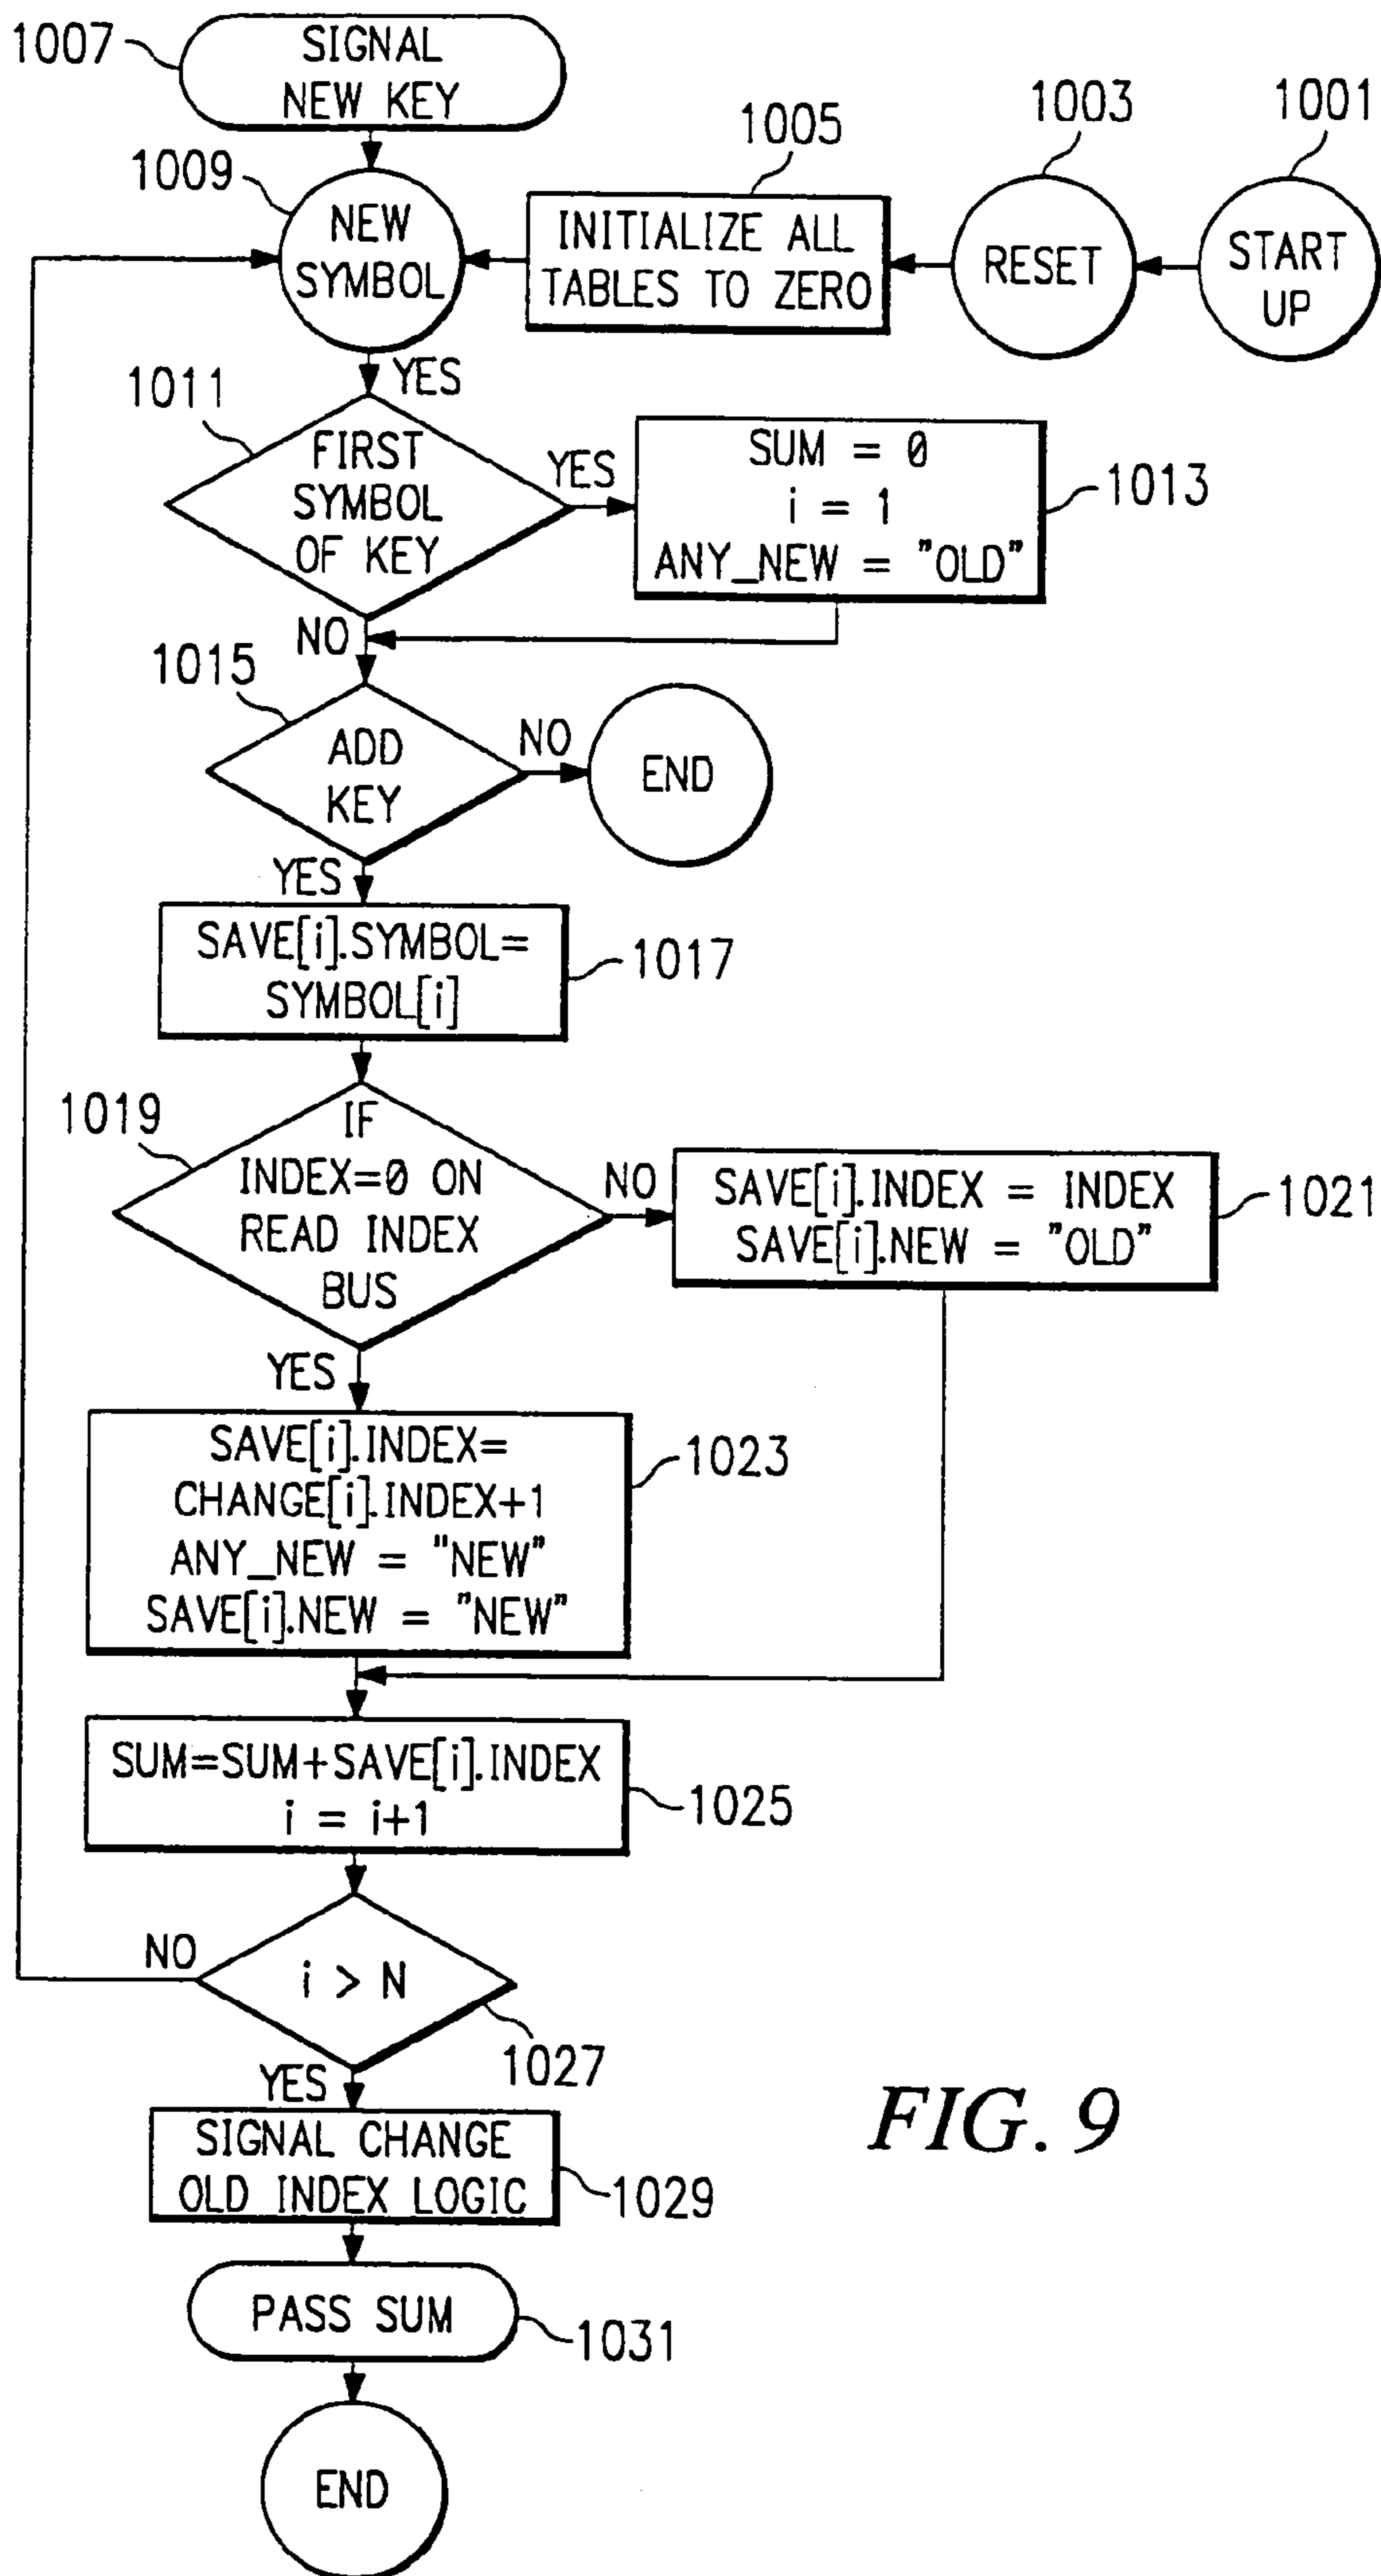 1007
SIGNAL
NEW KEY
1009
NEW
SYMBOL
1005
INITIALIZE ALL
TABLES TO ZERO
1003
RESET
1001
START
UP
YES
1011
FIRST
SYMBOL
OF KEY
YES
SUM = 0
i = 1
ANY_NEW = "OLD"
1013
NO
1015
ADD
KEY
NO
END
YES
SAVE[i].SYMBOL=
SYMBOL[i]
1017
1019
IF
INDEX=0 ON
READ INDEX
BUS
NO
SAVE[i].INDEX = INDEX
SAVE[i].NEW = "OLD"
1021
YES
SAVE[i].INDEX=
CHANGE[i].INDEX+1
ANY_NEW = "NEW"
SAVE[i].NEW = "NEW"
1023
SUM=SUM+SAVE[i].INDEX
i = i+1
1025
NO
i > N
1027
YES
SIGNAL CHANGE
OLD INDEX LOGIC
1029
PASS SUM
1031
END
FIG. 9